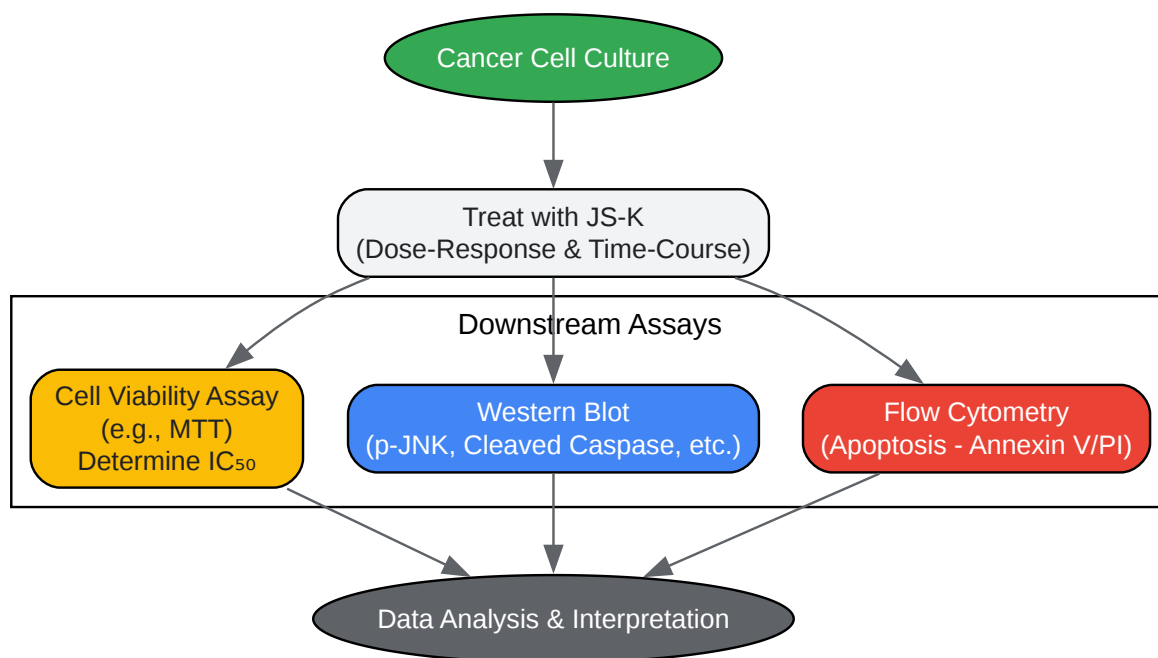 Cancer Cell Culture
Treat with JS-K
(Dose-Response & Time-Course)
Downstream Assays
Cell Viability Assay
(e.g., MTT)
Determine IC₅₀
Western Blot
(p-JNK, Cleaved Caspase, etc.)
Flow Cytometry
(Apoptosis - Annexin V/PI)
Data Analysis & Interpretation